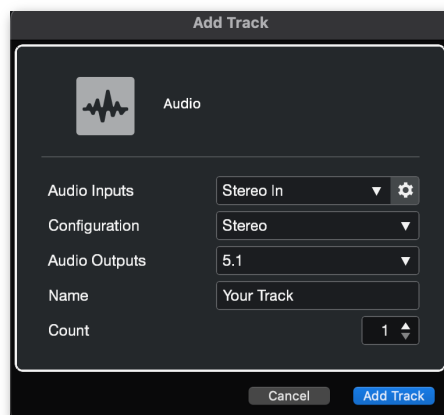 Add Track
Audio
Audio Inputs Stereo In
Configuration Stereo
Audio Outputs 5.1
Name Your Track
Count 1
Cancel Add Track